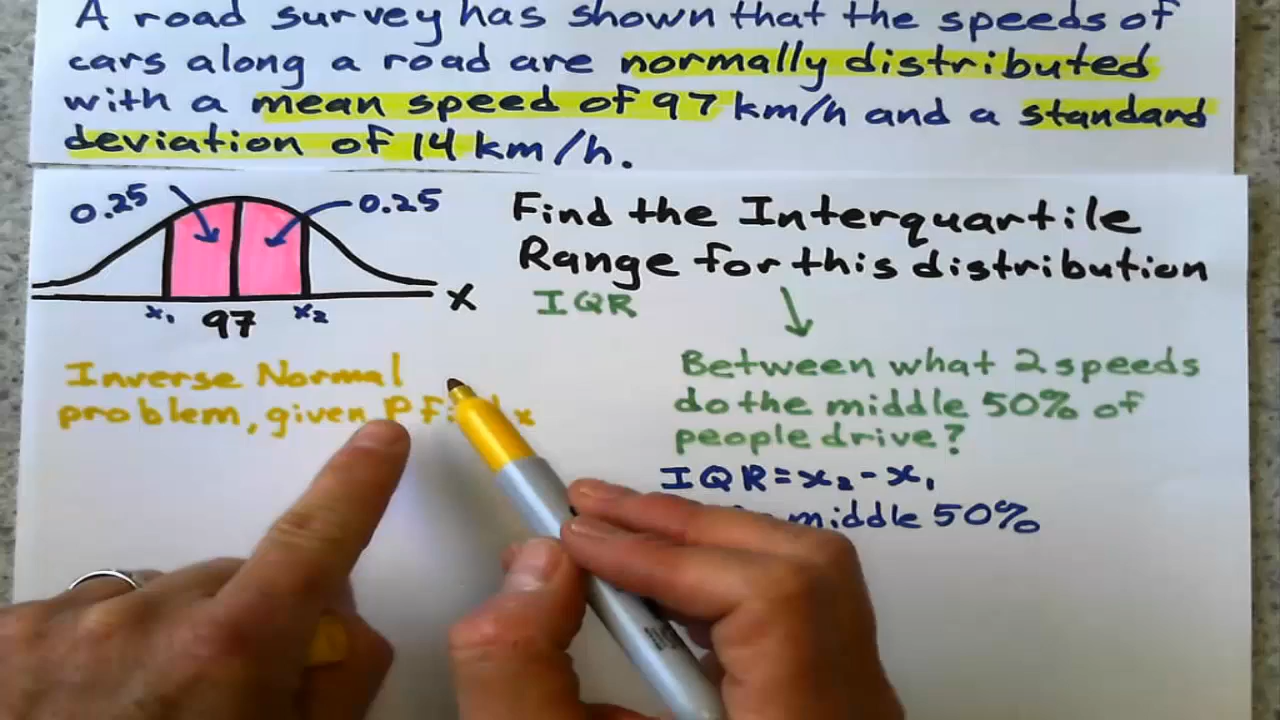 A road survey has shown that the speeds of
cars along a road are normally distributed
with a mean speed of 97 km/h and a standard
deviation of 14 km/h.
0.25
0.25
x₁ 97 x₂
x
Find the Interquartile
Range for this distribution
IQR
Inverse Normal
problem, given P x
Between what 2 speeds
do the middle 50% of
people drive?
IQR = x₂ - x₁
middle 50%